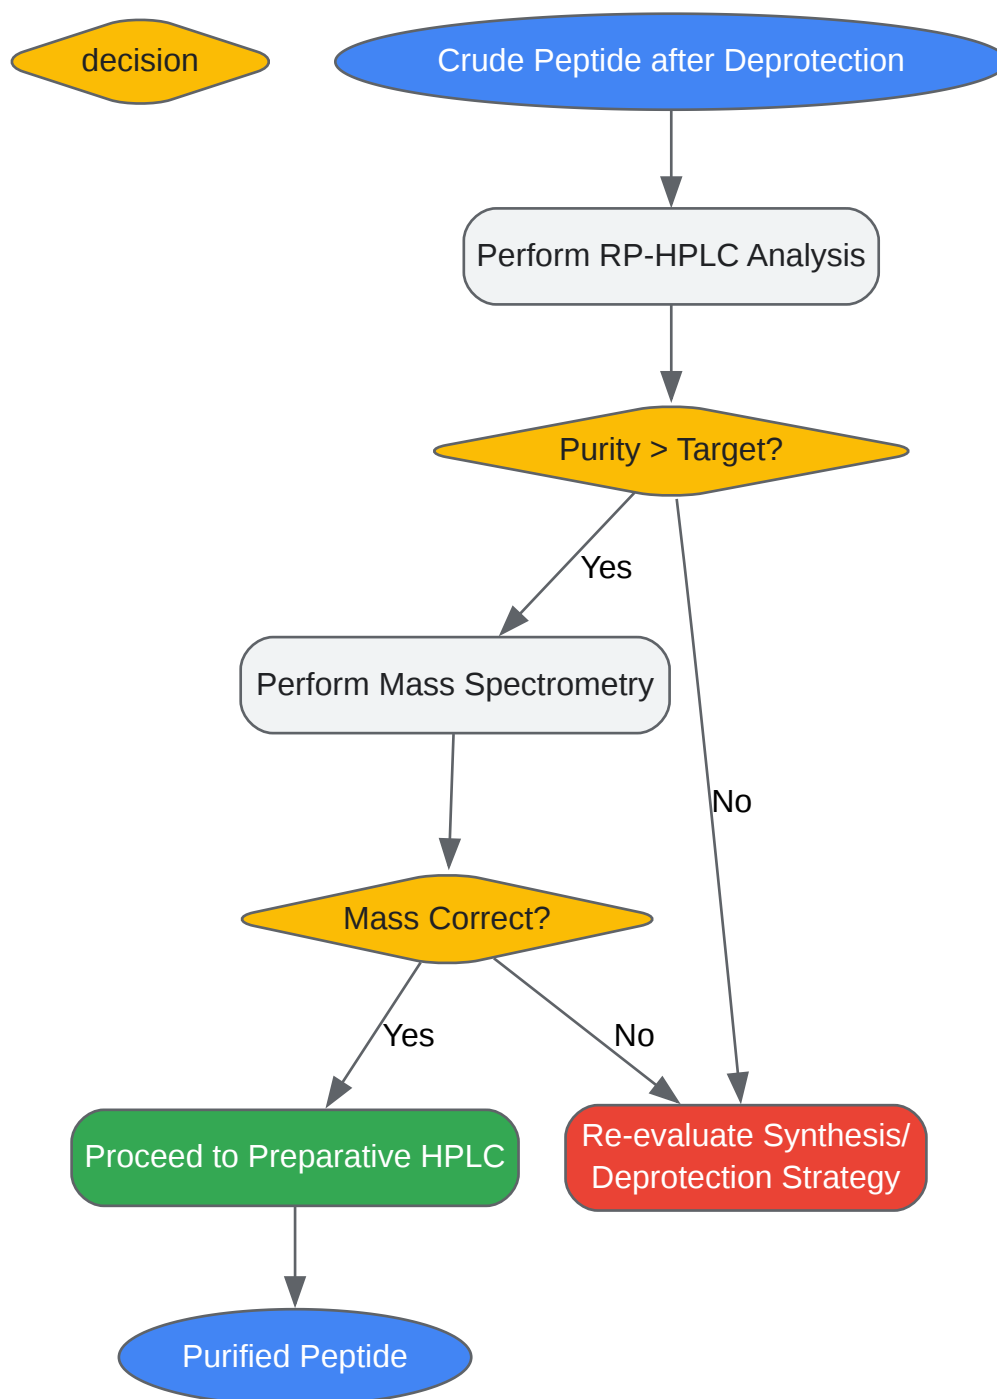 decision
Crude Peptide after Deprotection
Perform RP-HPLC Analysis
Purity > Target?
Yes
Perform Mass Spectrometry
No
Mass Correct?
Yes
No
Proceed to Preparative HPLC
Re-evaluate Synthesis/
Deprotection Strategy
Purified Peptide